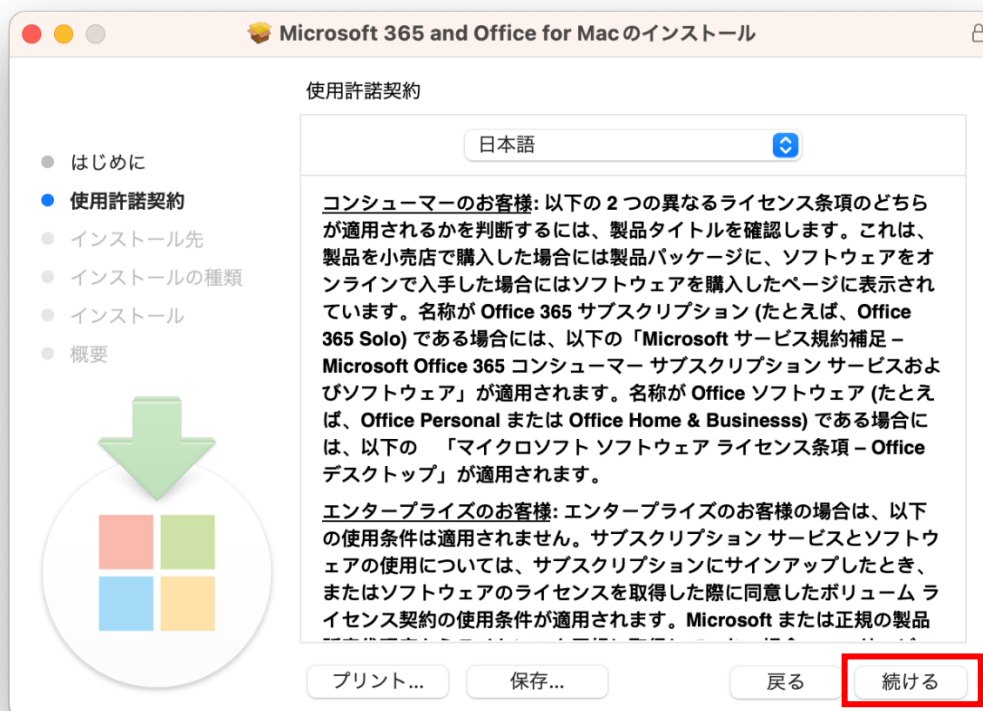 Microsoft 365 and Office for Macのインストール
使用許諾契約
はじめに
使用許諾契約
インストール先
インストールの種類
インストール
概要
日本語
コンシューマーのお客様: 以下の 2 つの異なるライセンス条項のどちら
が適用されるかを判断するには、製品タイトルを確認します。これは、
製品を小売店で購入した場合には製品パッケージに、ソフトウェアをオ
ンラインで入手した場合にはソフトウェアを購入したページに表示され
ています。名称が Office 365 サブスクリプション (たとえば、Office
365 Solo) である場合には、以下の「Microsoft サービス規約補足 –
Microsoft Office 365 コンシューマー サブスクリプション サービスおよ
びソフトウェア」が適用されます。名称が Office ソフトウェア (たとえ
ば、Office Personal または Office Home & Businesss) である場合に
は、以下の 「マイクロソフト ソフトウェア ライセンス条項 – Office
デスクトップ」が適用されます。
エンタープライズのお客様: エンタープライズのお客様の場合は、以下
の使用条件は適用されません。サブスクリプション サービスとソフトウ
ェアの使用については、サブスクリプションにサインアップしたとき、
またはソフトウェアのライセンスを取得した際に同意したボリューム ラ
イセンス契約の使用条件が適用されます。Microsoft または正規の製品
プリント...
保存...
戻る
続ける